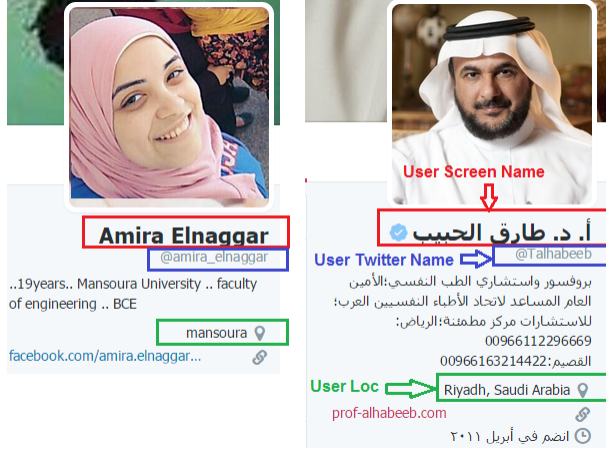 Amira Elnaggar
@amira_elnaggar
..19years.. Mansoura University .. faculty
of engineering .. BCE
mansoura
facebook.com/amira.elnaggar...
User Screen Name
أ. د. طارق الحبيب
User Twitter Name
@Talhabeeb
بروفسور واستشاري الطب النفسي؛الأمين
العام المساعد لاتحاد الأطباء النفسيين العرب؛
للاستشارات مركز مطمئنة؛الرياض:
00966112296669
القصيم:00966163214422
User Loc
Riyadh, Saudi Arabia
prof-alhabeeb.com
انضم في أبريل ٢٠١١